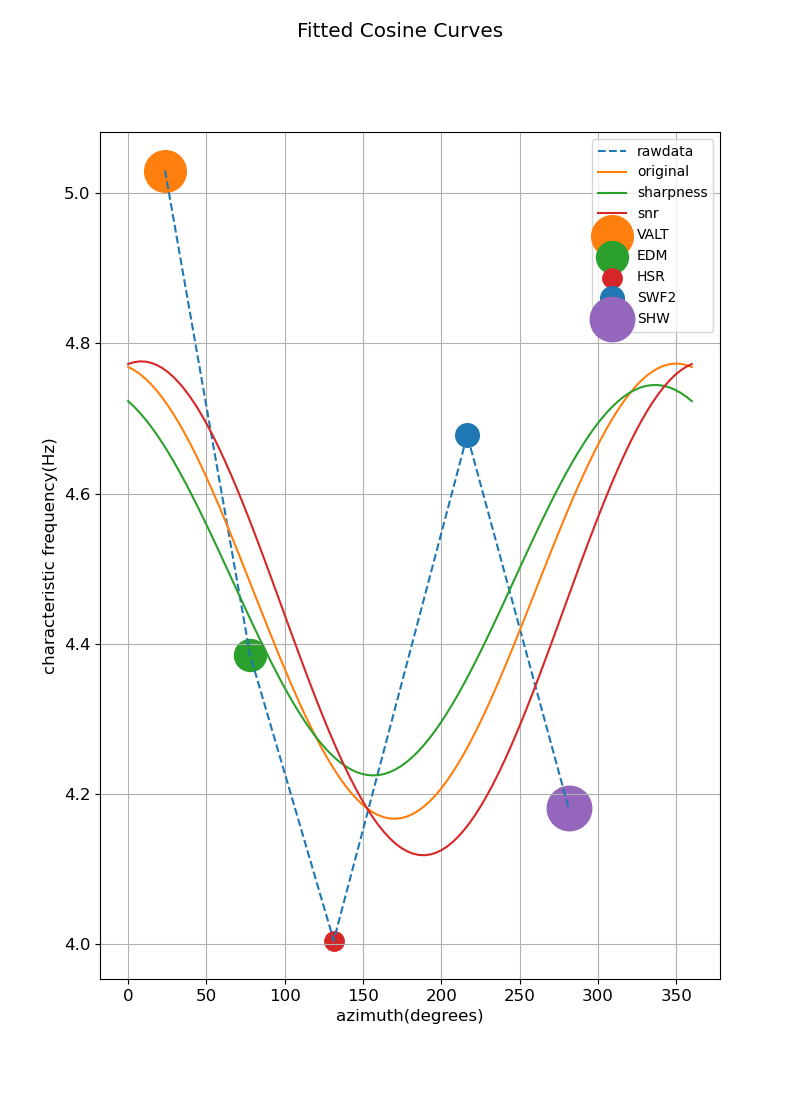 Fitted Cosine Curves
rawdata
original
sharpness
snr
VALT
EDM
HSR
SWF2
SHW
characteristic frequency(Hz)
5.0
4.8
4.6
4.4
4.2
4.0
0 50 100 150 200 250 300 350
azimuth(degrees)